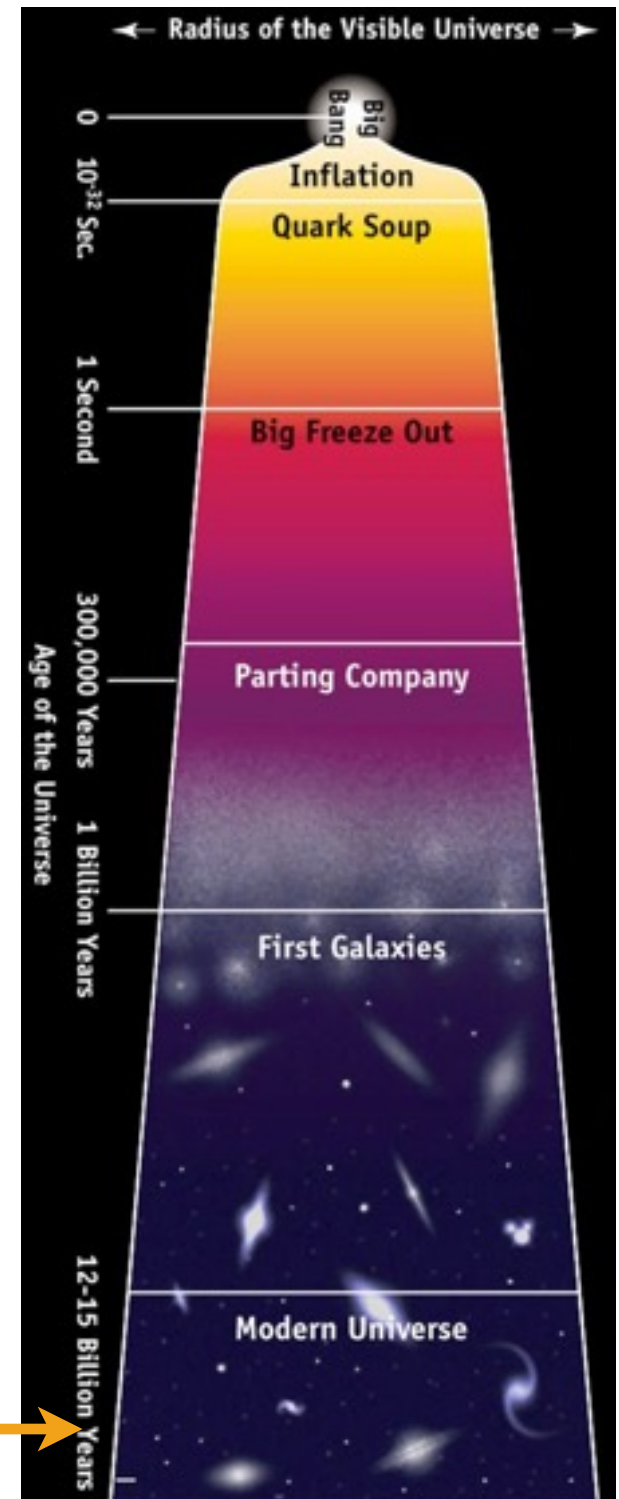 Radius of the Visible Universe
Big
Bang
0
Inflation
10⁻³² Sec.
Quark Soup
1 Second
Big Freeze Out
300,000 Years
Parting Company
Age of the Universe
1 Billion Years
First Galaxies
12-15 Billion Years
Modern Universe